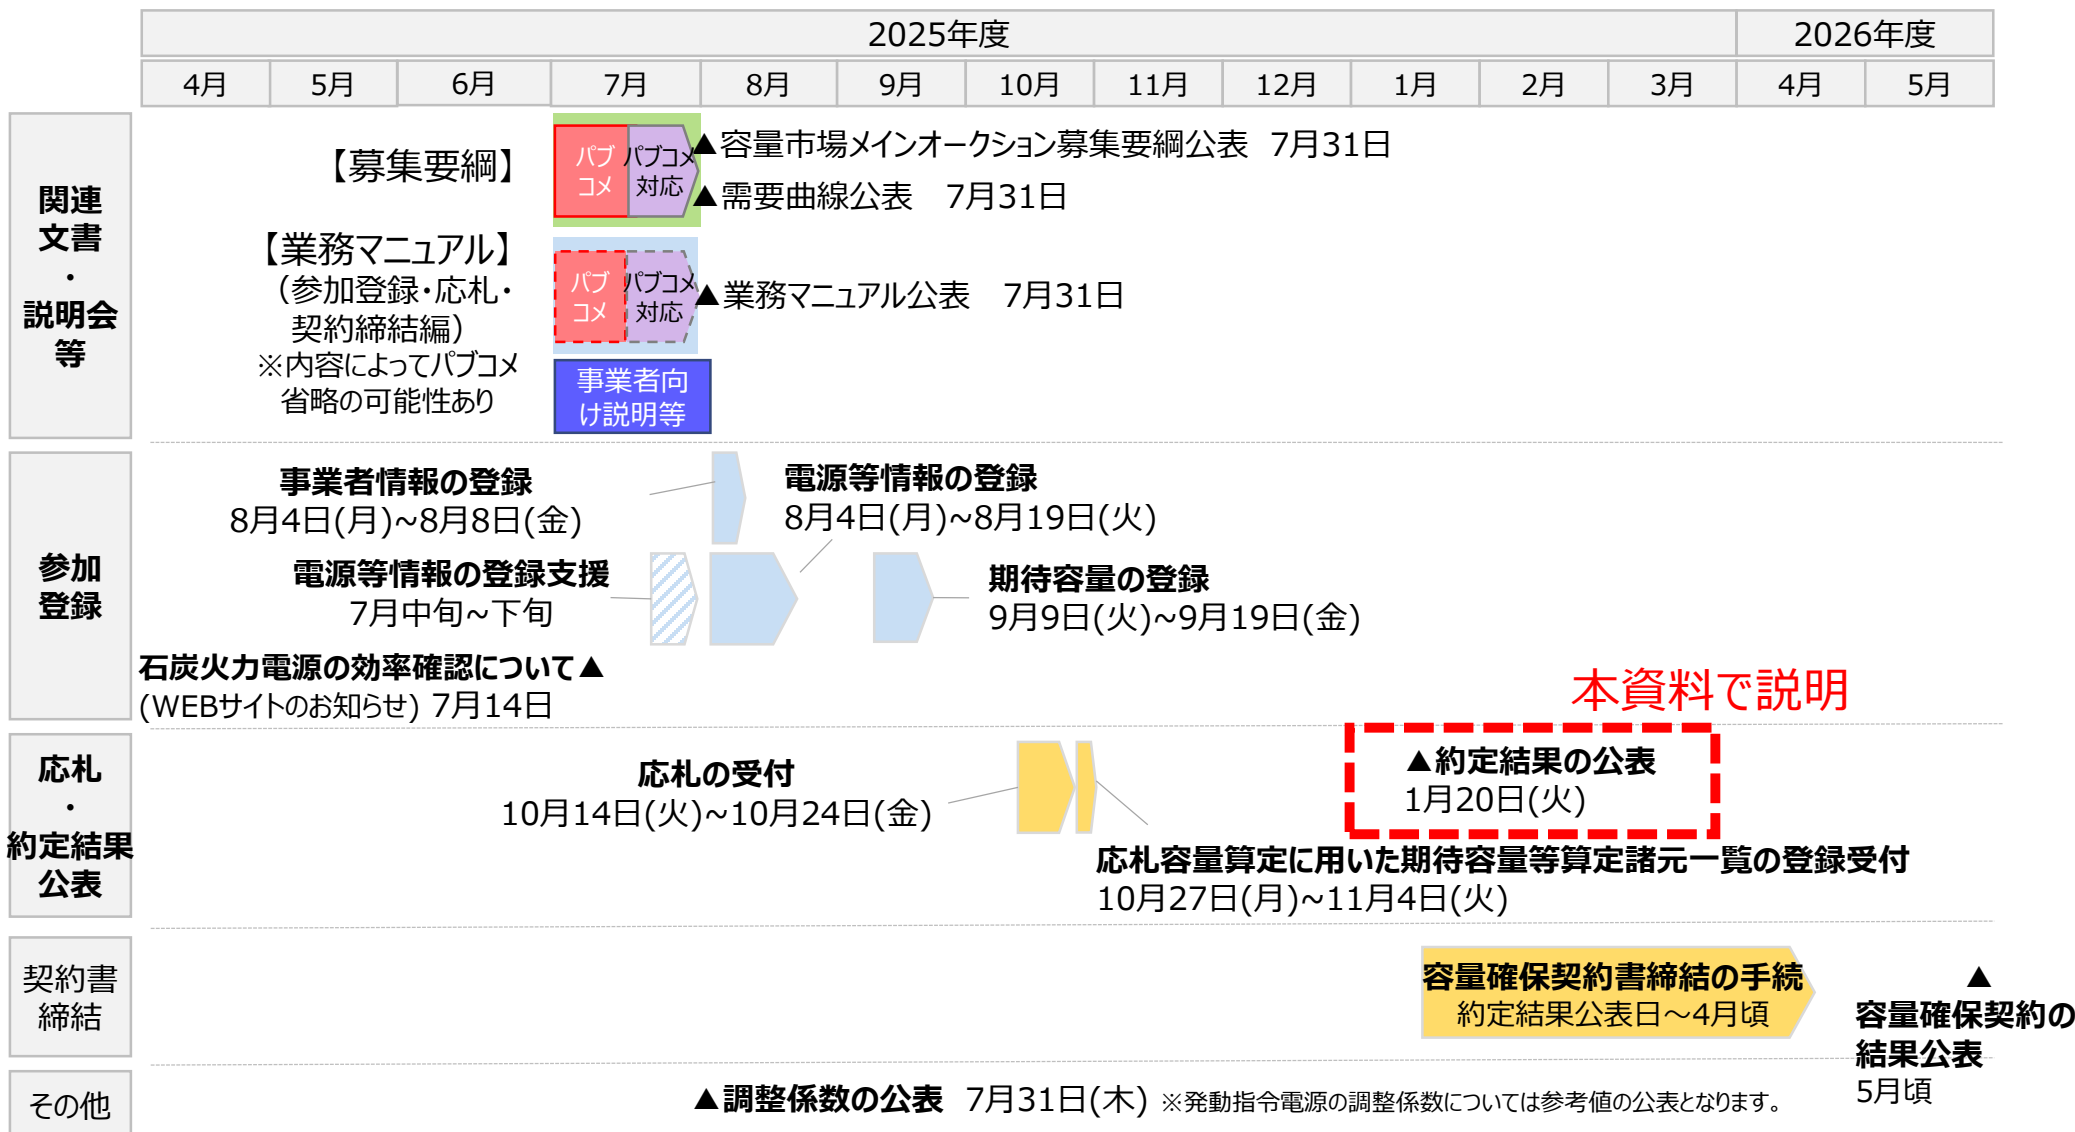 2025年度
2026年度
4月
5月
6月
7月
8月
9月
10月
11月
12月
1月
2月
3月
4月
5月
関連
文書
・
説明会
等
【募集要綱】
パブ
コメ
パブコメ
対応
▲容量市場メインオークション募集要綱公表 7月31日
▲需要曲線公表 7月31日
【業務マニュアル】
（参加登録・応札・
契約締結編）
※内容によってパブコメ
省略の可能性あり
パブ
コメ
パブコメ
対応
▲業務マニュアル公表 7月31日
事業者向
け説明等
参加
登録
事業者情報の登録
8月4日(月)~8月8日(金)
電源等情報の登録
8月4日(月)~8月19日(火)
電源等情報の登録支援
7月中旬~下旬
期待容量の登録
9月9日(火)~9月19日(金)
石炭火力電源の効率確認について▲
(WEBサイトのお知らせ) 7月14日
本資料で説明
応札
・
約定結果
公表
応札の受付
10月14日(火)~10月24日(金)
▲約定結果の公表
1月20日(火)
応札容量算定に用いた期待容量等算定諸元一覧の登録受付
10月27日(月)~11月4日(火)
契約書
締結
容量確保契約書締結の手続
約定結果公表日～4月頃
▲
容量確保契約の
結果公表
5月頃
その他
▲調整係数の公表 7月31日(木) ※発動指令電源の調整係数については参考値の公表となります。